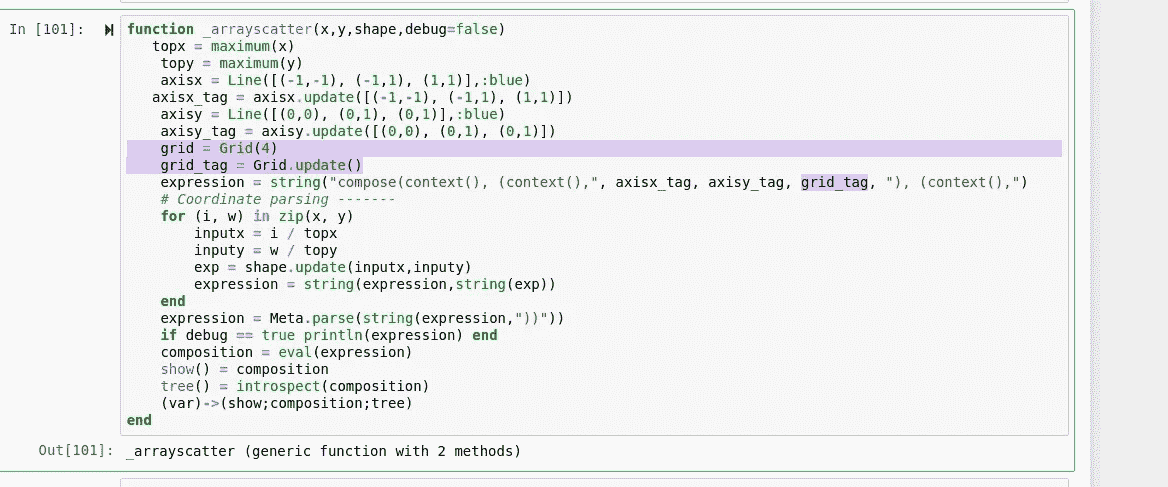 In [101]:
function _arrayscatter(x,y,shape,debug=false)
   topx = maximum(x)
    topy = maximum(y)
    axisx = Line([(-1,-1), (-1,1), (1,1)],:blue)
   axisx_tag = axisx.update([(-1,-1), (-1,1), (1,1)])
    axisy = Line([(0,0), (0,1), (0,1)],:blue)
    axisy_tag = axisy.update([(0,0), (0,1), (0,1)])
    grid = Grid(4)
    grid_tag = Grid.update()
    expression = string("compose(context(), (context(),", axisx_tag, axisy_tag, grid_tag, "), (context(),")
    # Coordinate parsing -------
    for (i, w) in zip(x, y)
        inputx = i / topx
        inputy = w / topy
        exp = shape.update(inputx,inputy)
        expression = string(expression,string(exp))
    end
    expression = Meta.parse(string(expression,"))"))
    if debug == true println(expression) end
    composition = eval(expression)
    show() = composition
    tree() = introspect(composition)
    (var)->(show;composition;tree)
end
Out[101]: _arrayscatter (generic function with 2 methods)